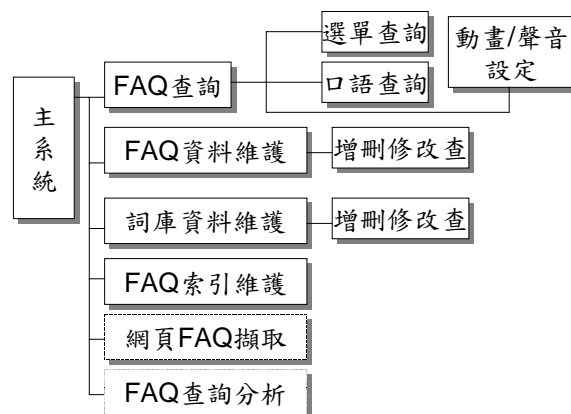 選單查詢
動畫/聲音
設定
FAQ查詢
口語查詢
主
系
統
FAQ資料維護
增刪修改查
詞庫資料維護
增刪修改查
FAQ索引維護
網頁FAQ擷取
FAQ查詢分析